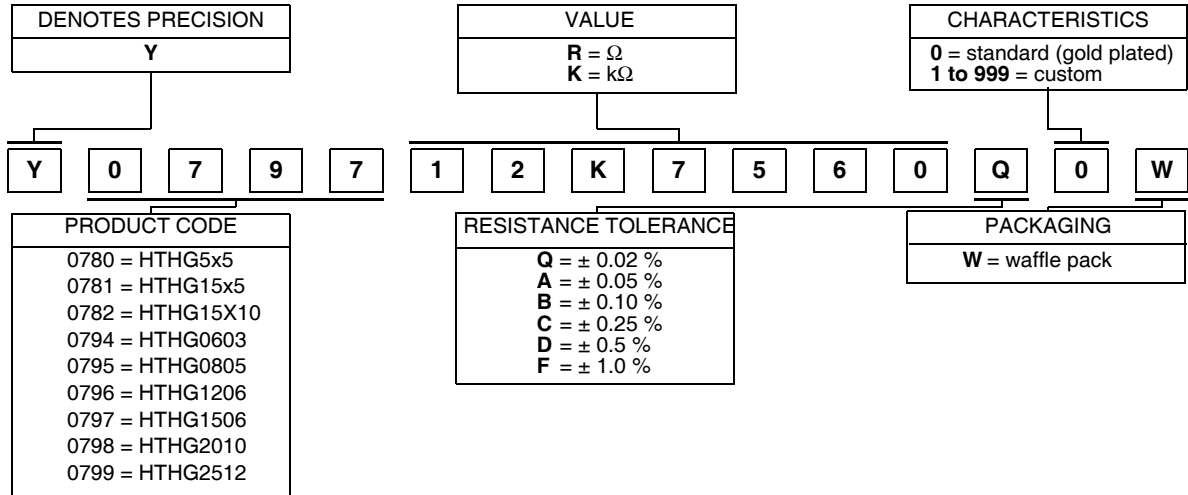 DENOTES PRECISION
Y
VALUE
R = Ω
K = kΩ
CHARACTERISTICS
0 = standard (gold plated)
1 to 999 = custom
Y 0 7 9 7 1 2 K 7 5 6 0 Q 0 W
PRODUCT CODE
0780 = HTHG5x5
0781 = HTHG15x5
0782 = HTHG15X10
0794 = HTHG0603
0795 = HTHG0805
0796 = HTHG1206
0797 = HTHG1506
0798 = HTHG2010
0799 = HTHG2512
RESISTANCE TOLERANCE
Q = ± 0.02 %
A = ± 0.05 %
B = ± 0.10 %
C = ± 0.25 %
D = ± 0.5 %
F = ± 1.0 %
PACKAGING
W = waffle pack